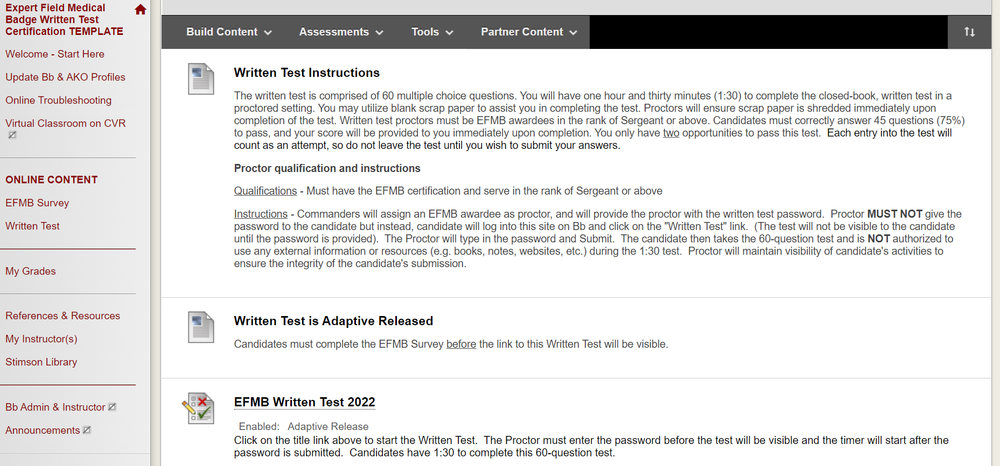 Expert Field Medical
Badge Written Test
Certification TEMPLATE
Welcome - Start Here
Update Bb & AKO Profiles
Online Troubleshooting
Virtual Classroom on CVR
ONLINE CONTENT
EFMB Survey
Written Test
My Grades
References & Resources
My Instructor(s)
Stimson Library
Bb Admin & Instructor
Announcements
Build Content Assessments Tools Partner Content
Written Test Instructions
The written test is comprised of 60 multiple choice questions. You will have one hour and thirty minutes (1:30) to complete the closed-book, written test in a
proctored setting. You may utilize blank scrap paper to assist you in completing the test. Proctors will ensure scrap paper is shredded immediately upon
completion of the test. Written test proctors must be EFMB awardees in the rank of Sergeant or above. Candidates must correctly answer 45 questions (75%)
to pass, and your score will be provided to you immediately upon completion. You only have two opportunities to pass this test. Each entry into the test will
count as an attempt, so do not leave the test until you wish to submit your answers.
Proctor qualification and instructions
Qualifications - Must have the EFMB certification and serve in the rank of Sergeant or above
Instructions - Commanders will assign an EFMB awardee as proctor, and will provide the proctor with the written test password. Proctor MUST NOT give the
password to the candidate but instead, candidate will log into this site on Bb and click on the "Written Test" link. (The test will not be visible to the candidate
until the password is provided). The Proctor will type in the password and Submit. The candidate then takes the 60-question test and is NOT authorized to
use any external information or resources (e.g. books, notes, websites, etc.) during the 1:30 test. Proctor will maintain visibility of candidate's activities to
ensure the integrity of the candidate's submission.
Written Test is Adaptive Released
Candidates must complete the EFMB Survey before the link to this Written Test will be visible.
EFMB Written Test 2022
Enabled: Adaptive Release
Click on the title link above to start the Written Test. The Proctor must enter the password before the test will be visible and the timer will start after the
password is submitted. Candidates have 1:30 to complete this 60-question test.